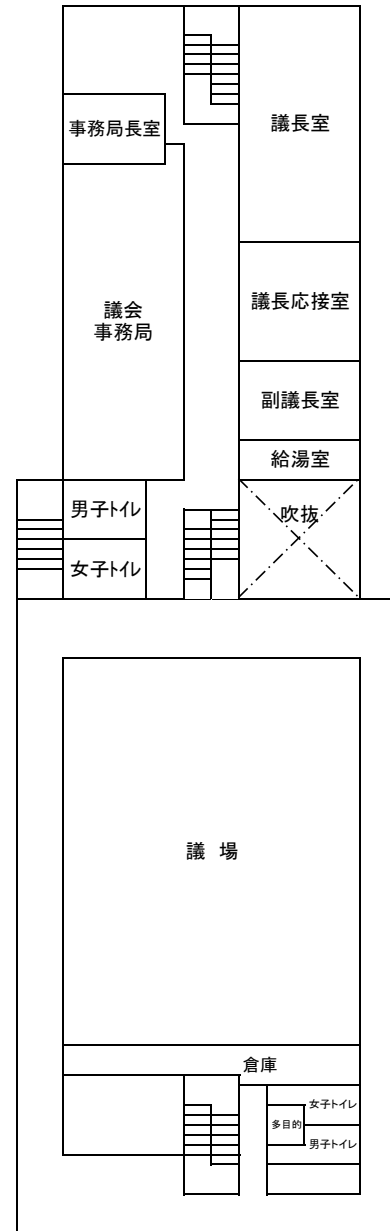 事務局長室
議長室
議会
事務局
議長応接室
副議長室
給湯室
男子トイレ
吹抜
女子トイレ
議 場
倉庫
女子トイレ
多目的
男子トイレ